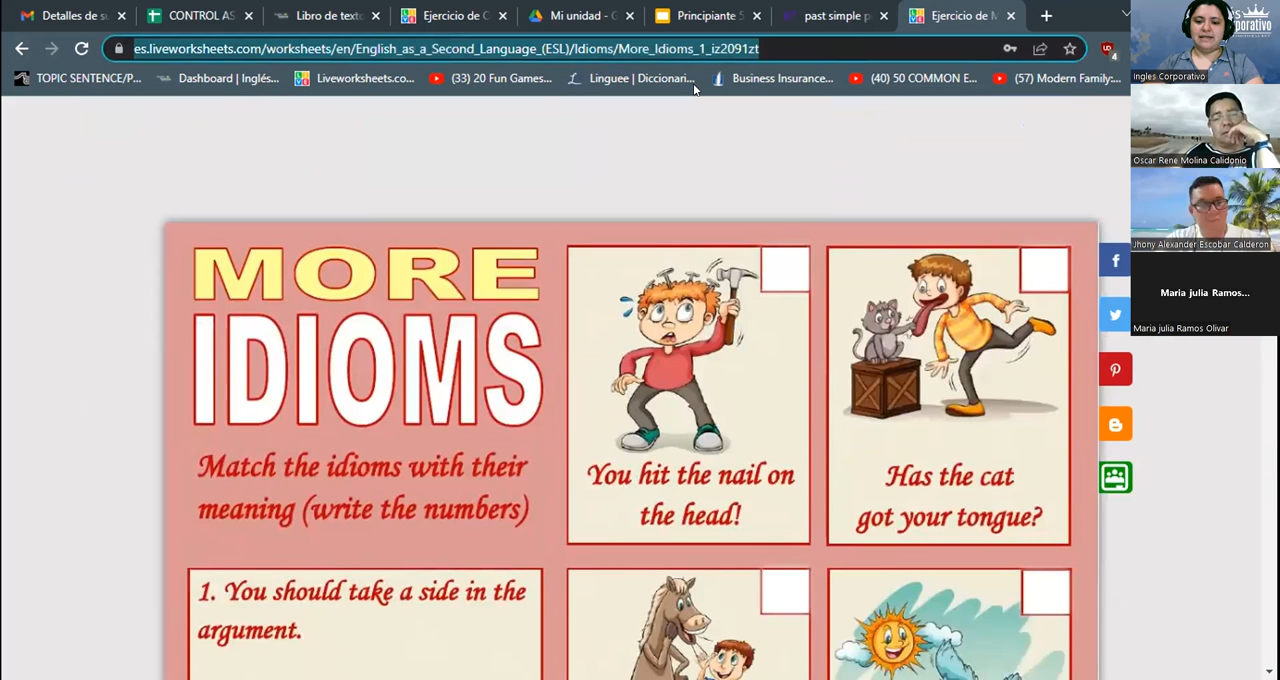 Detalles de su
CONTROL AS
Libro de texto
Ejercicio de C
Mi unidad - G
Principiante 5
past simple p
Ejercicio de M
es.liveworksheets.com/worksheets/en/English_as_a_Second_Language_(ESL)/Idioms/More_Idioms_1_iz2091zt
4
TOPIC SENTENCE/P...
Dashboard | Inglés...
Liveworksheets.co...
(33) 20 Fun Games...
Linguee | Diccionari...
Business Insurance...
(40) 50 COMMON E...
(57) Modern Family:...
Ingles Corporativo
Oscar Rene Molina Calidonio
Jhony Alexander Escobar Calderon
Maria julia Ramos...
Maria julia Ramos Olivar
MORE
IDIOMS
Match the idioms with their
meaning (write the numbers)
You hit the nail on
the head!
Has the cat
got your tongue?
1. You should take a side in the
argument.